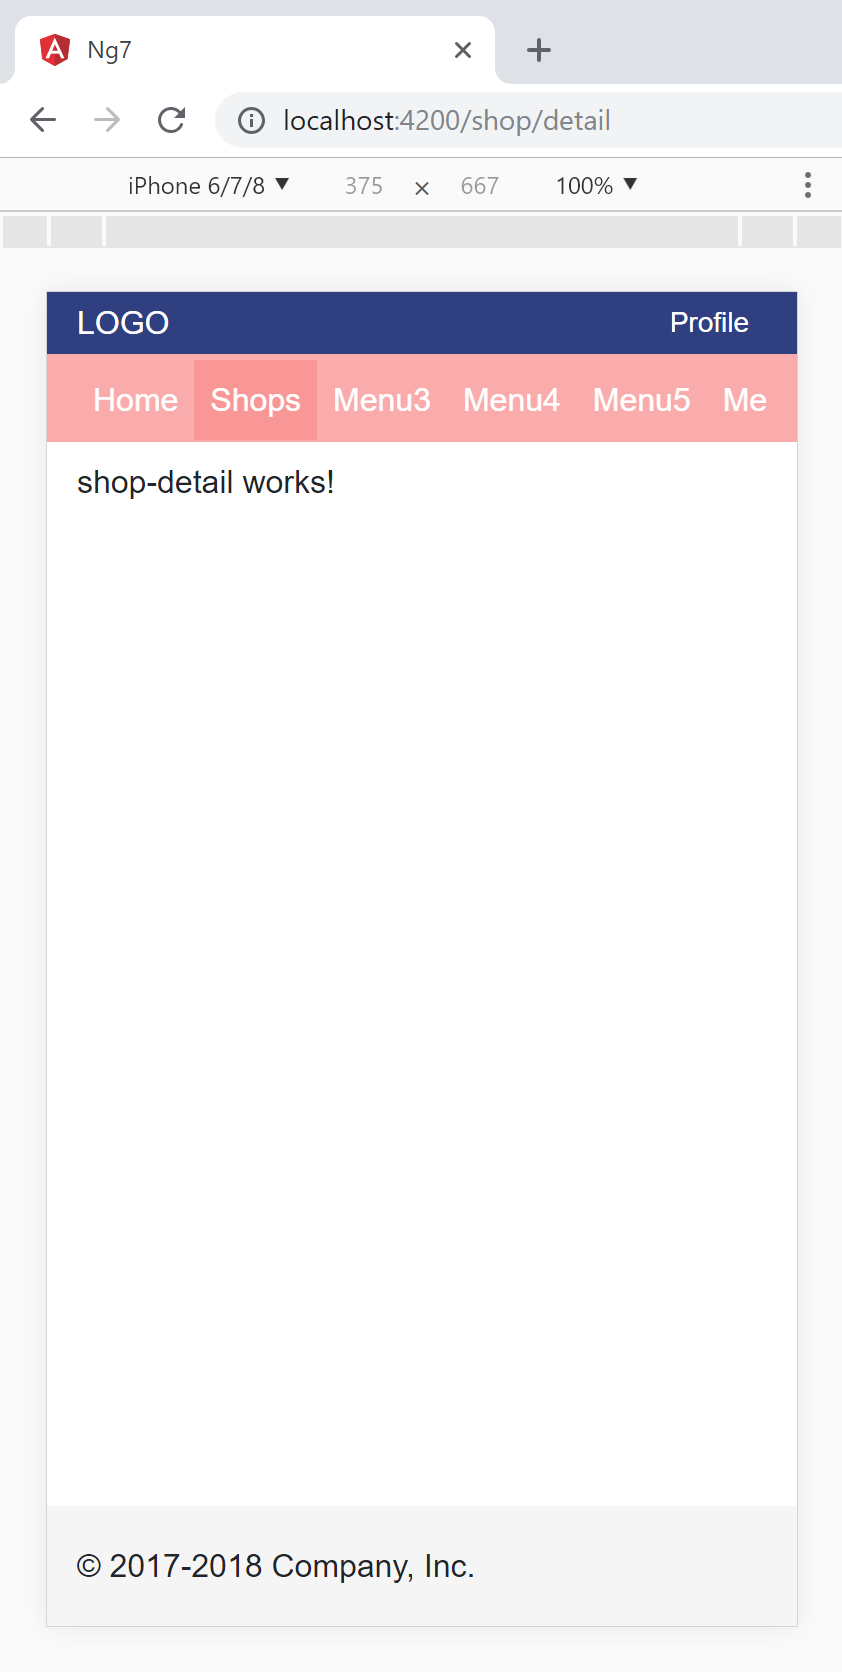 Ng7
localhost:4200/shop/detail
iPhone 6/7/8 ▼ 375 × 667 100% ▼
LOGO Profile
Home Shops Menu3 Menu4 Menu5 Me
shop-detail works!
© 2017-2018 Company, Inc.